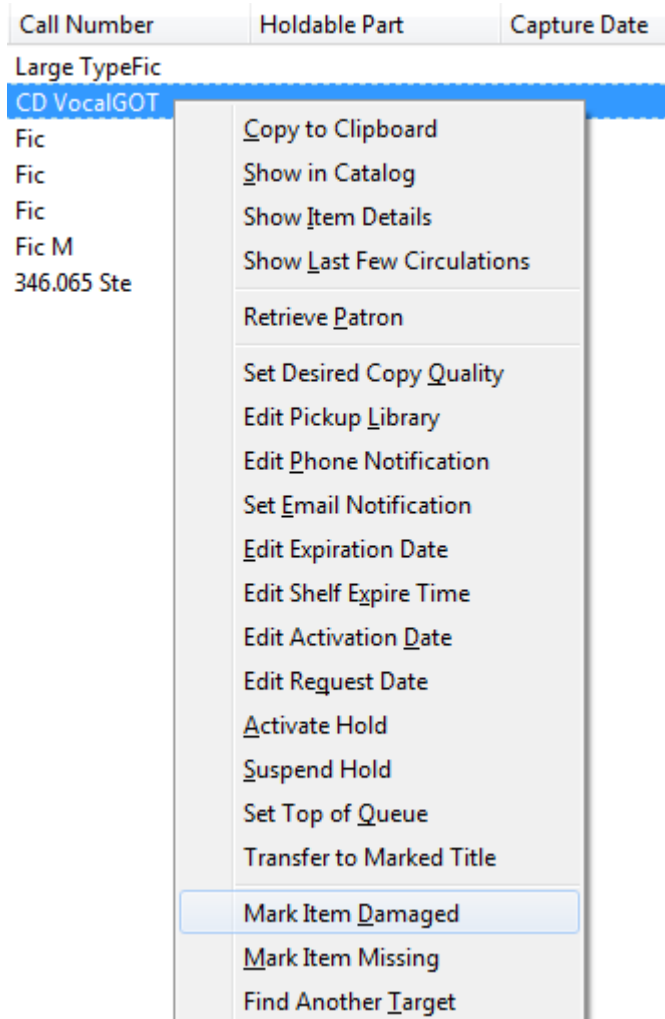 Call Number Holdable Part Capture Date
Large TypeFic
CD VocalGOT
Fic
Fic
Fic
Fic M
346.065 Ste
Copy to Clipboard
Show in Catalog
Show Item Details
Show Last Few Circulations
Retrieve Patron
Set Desired Copy Quality
Edit Pickup Library
Edit Phone Notification
Set Email Notification
Edit Expiration Date
Edit Shelf Expire Time
Edit Activation Date
Edit Request Date
Activate Hold
Suspend Hold
Set Top of Queue
Transfer to Marked Title
Mark Item Damaged
Mark Item Missing
Find Another Target